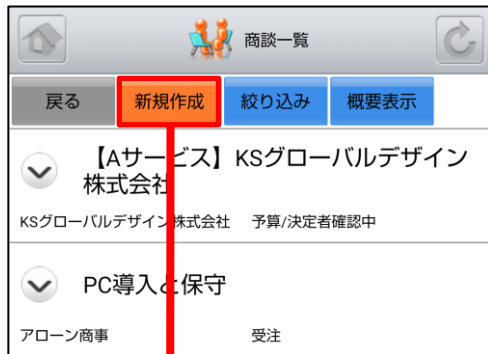 商談一覧
戻る 新規作成 絞り込み 概要表示
【Aサービス】KSグローバルデザイン
株式会社
KSグローバルデザイン株式会社 予算/決定者確認中
PC導入と保守
アローン商事 受注